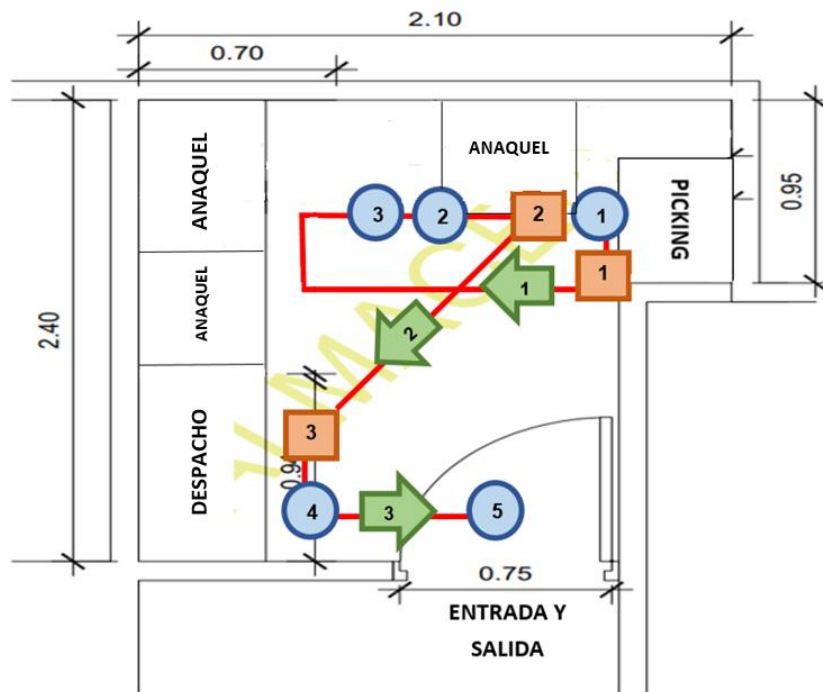 2.10
0.70
ANAQUEL
ANAQUEL
PICKING
0.95
3
2
2
1
1
1
2
2.40
ANAQUEL
DESPACHO
3
4
3
5
0.75
ENTRADA Y
SALIDA